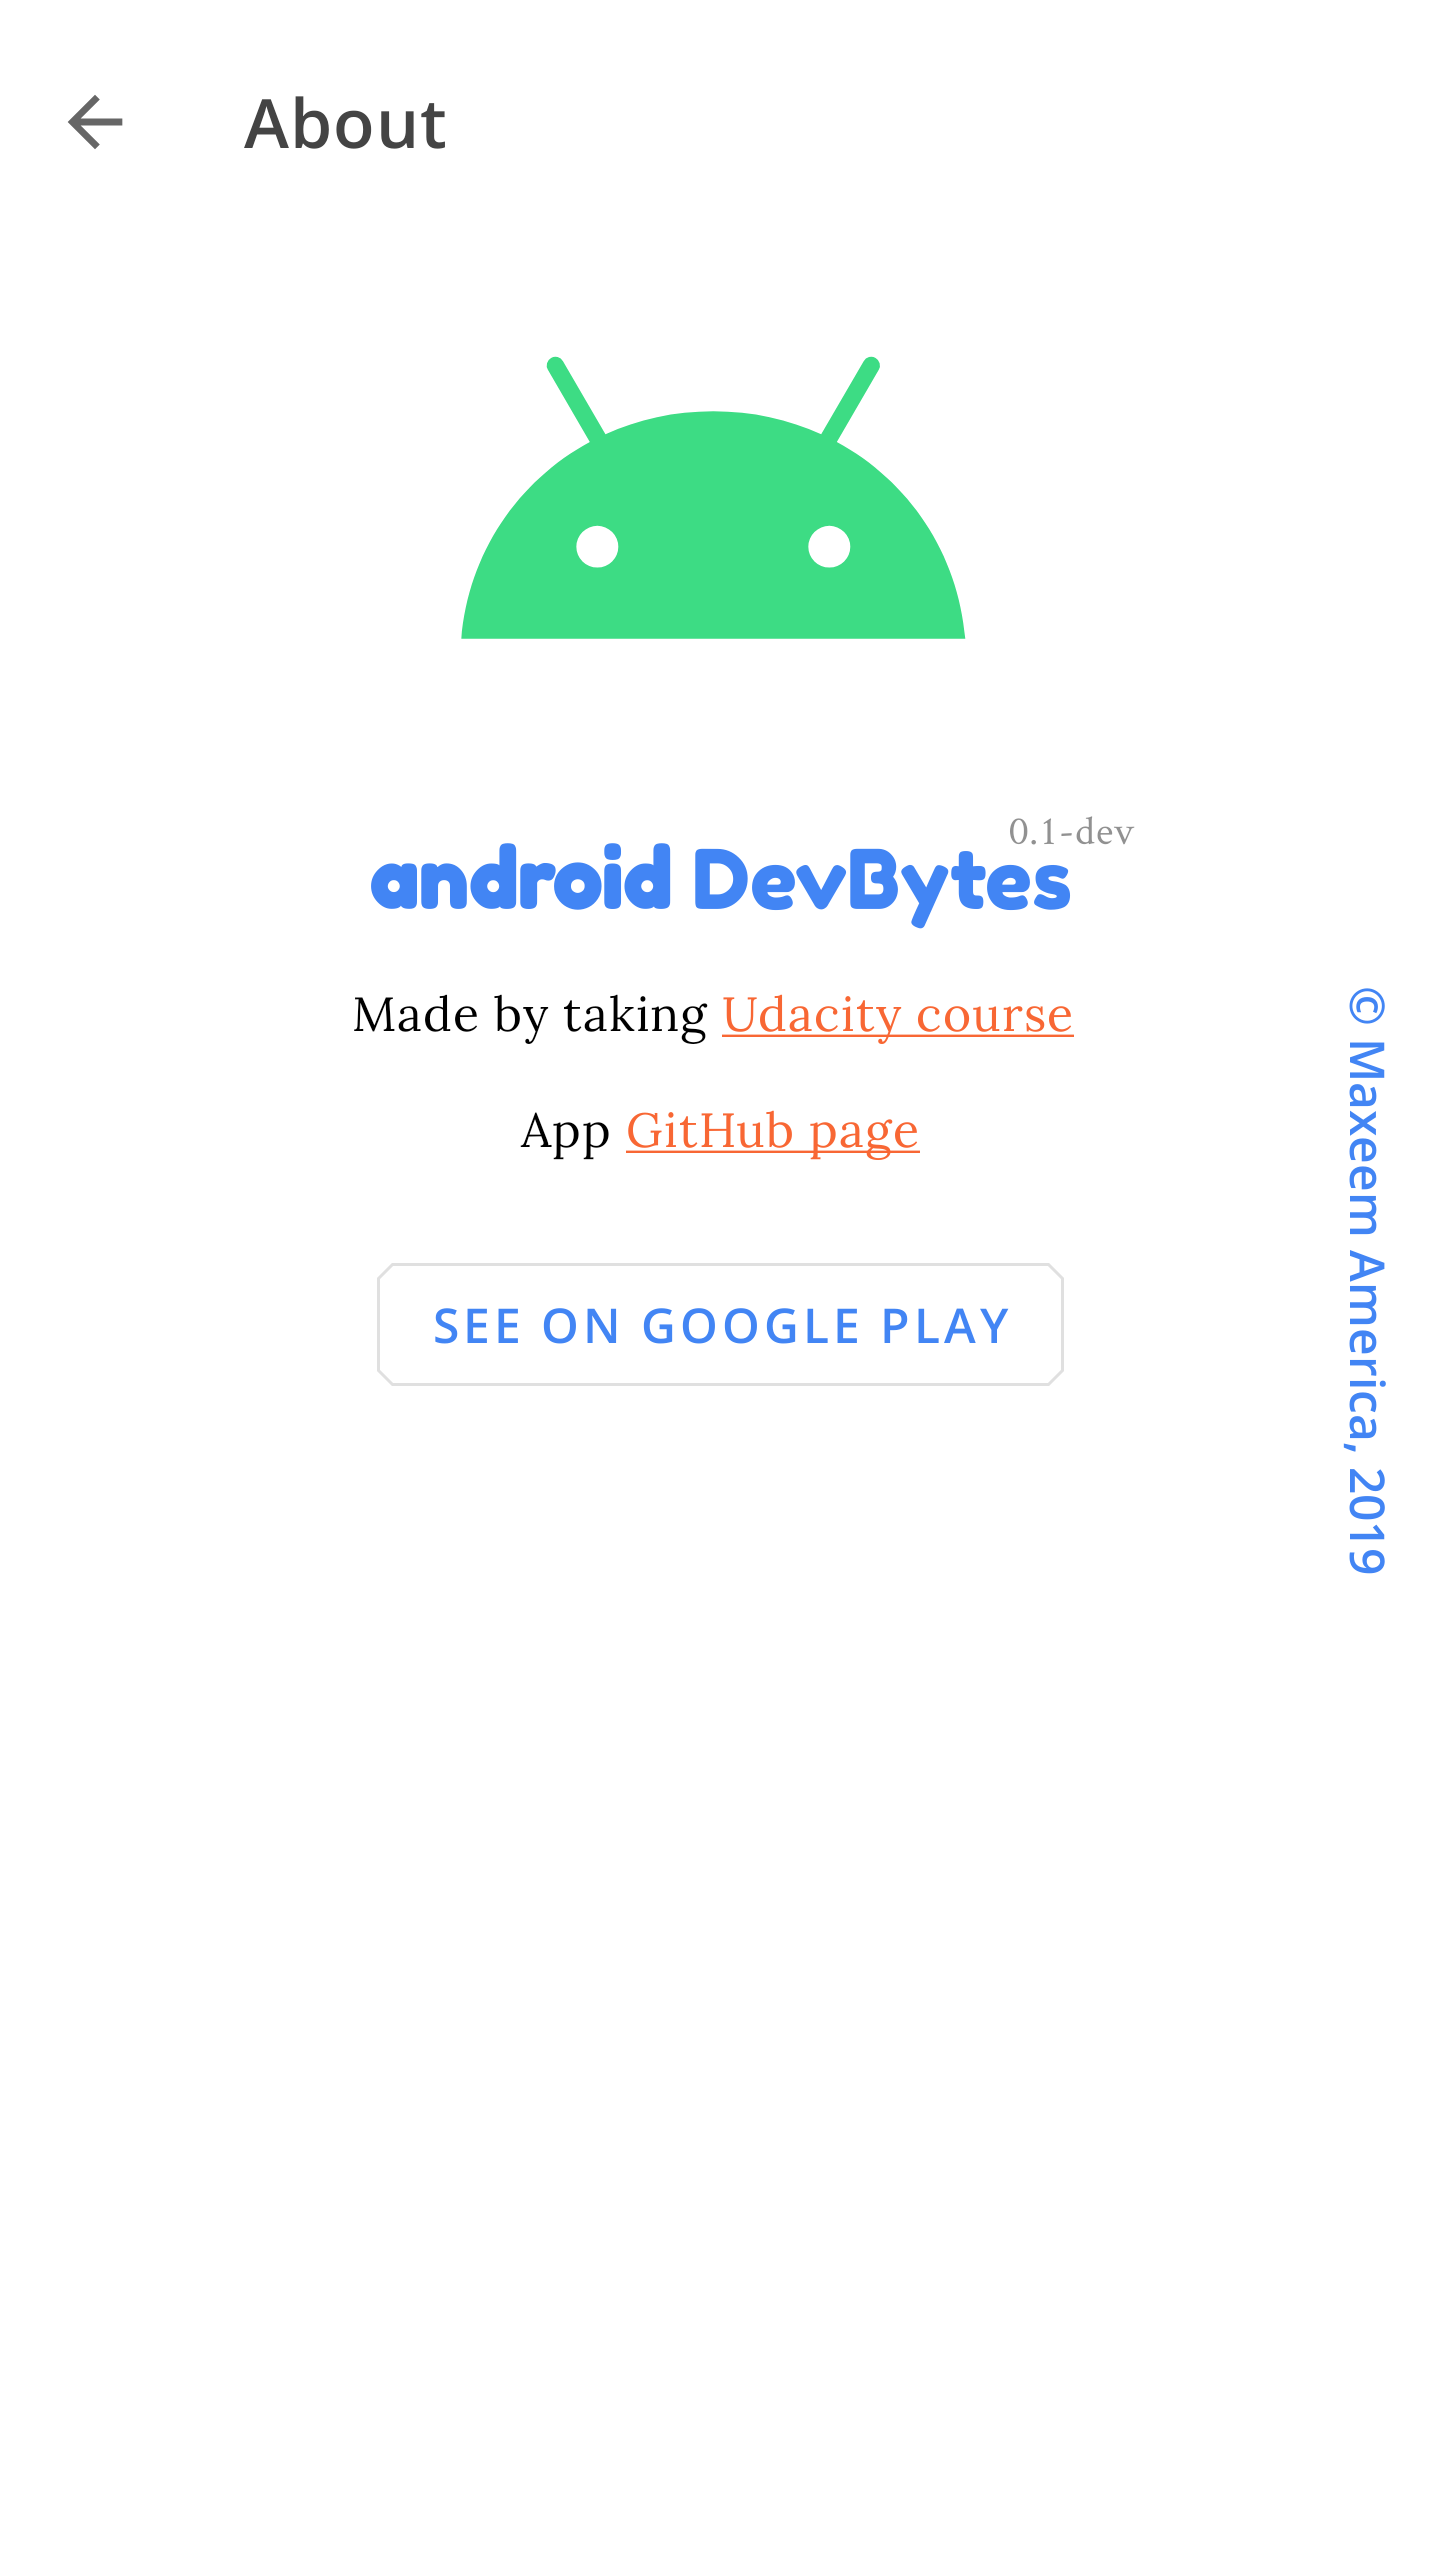 About
0.1-dev
android DevBytes
Made by taking Udacity course
App GitHub page
SEE ON GOOGLE PLAY
© Maxeem America, 2019